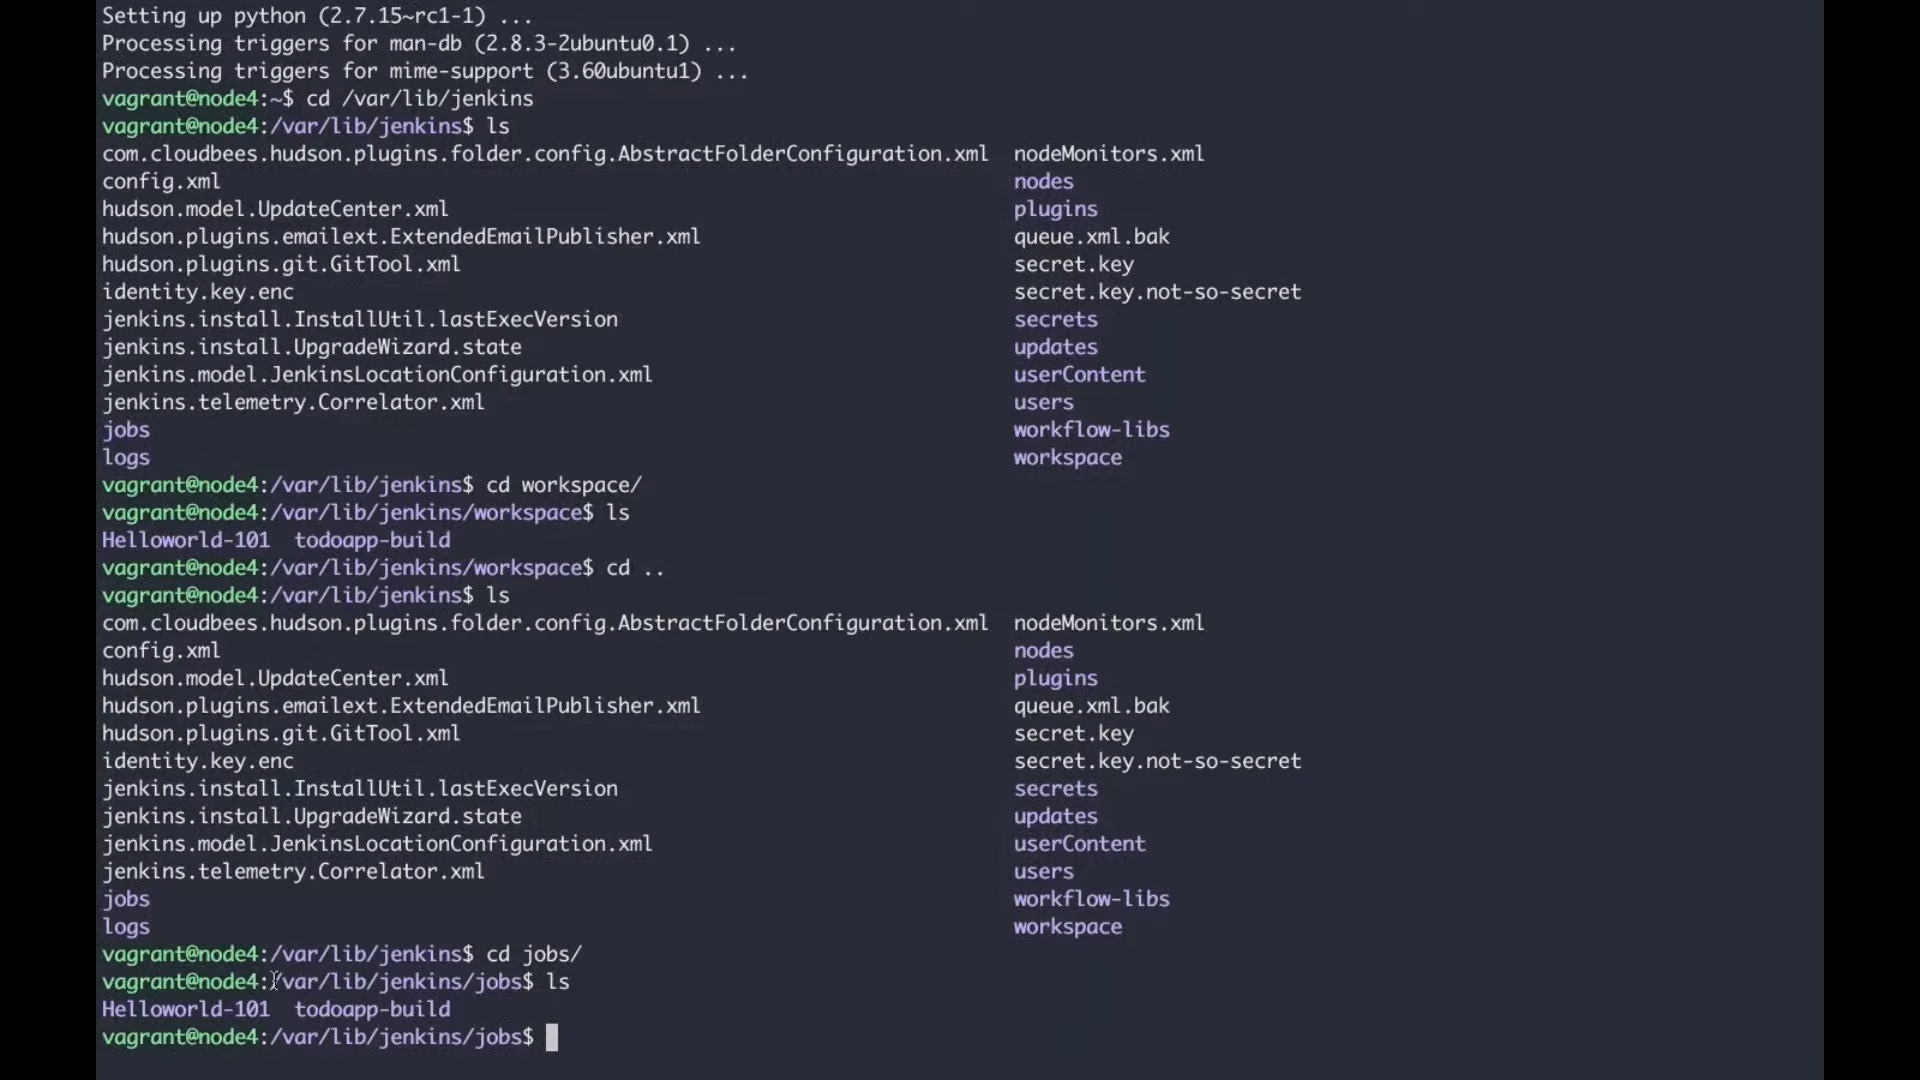 Setting up python (2.7.15~rc1-1) ...
Processing triggers for man-db (2.8.3-2ubuntu0.1) ...
Processing triggers for mime-support (3.60ubuntu1) ...
vagrant@node4:~$ cd /var/lib/jenkins
vagrant@node4:/var/lib/jenkins$ ls
com.cloudbees.hudson.plugins.folder.config.AbstractFolderConfiguration.xml  nodeMonitors.xml
config.xml  nodes
hudson.model.UpdateCenter.xml  plugins
hudson.plugins.emailext.ExtendedEmailPublisher.xml  queue.xml.bak
hudson.plugins.git.GitTool.xml  secret.key
identity.key.enc  secret.key.not-so-secret
jenkins.install.InstallUtil.lastExecVersion  secrets
jenkins.install.UpgradeWizard.state  updates
jenkins.model.JenkinsLocationConfiguration.xml  userContent
jenkins.telemetry.Correlator.xml  users
jobs  workflow-libs
logs  workspace
vagrant@node4:/var/lib/jenkins$ cd workspace/
vagrant@node4:/var/lib/jenkins/workspace$ ls
Helloworld-101  todoapp-build
vagrant@node4:/var/lib/jenkins/workspace$ cd ..
vagrant@node4:/var/lib/jenkins$ ls
com.cloudbees.hudson.plugins.folder.config.AbstractFolderConfiguration.xml  nodeMonitors.xml
config.xml  nodes
hudson.model.UpdateCenter.xml  plugins
hudson.plugins.emailext.ExtendedEmailPublisher.xml  queue.xml.bak
hudson.plugins.git.GitTool.xml  secret.key
identity.key.enc  secret.key.not-so-secret
jenkins.install.InstallUtil.lastExecVersion  secrets
jenkins.install.UpgradeWizard.state  updates
jenkins.model.JenkinsLocationConfiguration.xml  userContent
jenkins.telemetry.Correlator.xml  users
jobs  workflow-libs
logs  workspace
vagrant@node4:/var/lib/jenkins$ cd jobs/
vagrant@node4:/var/lib/jenkins/jobs$ ls
Helloworld-101  todoapp-build
vagrant@node4:/var/lib/jenkins/jobs$